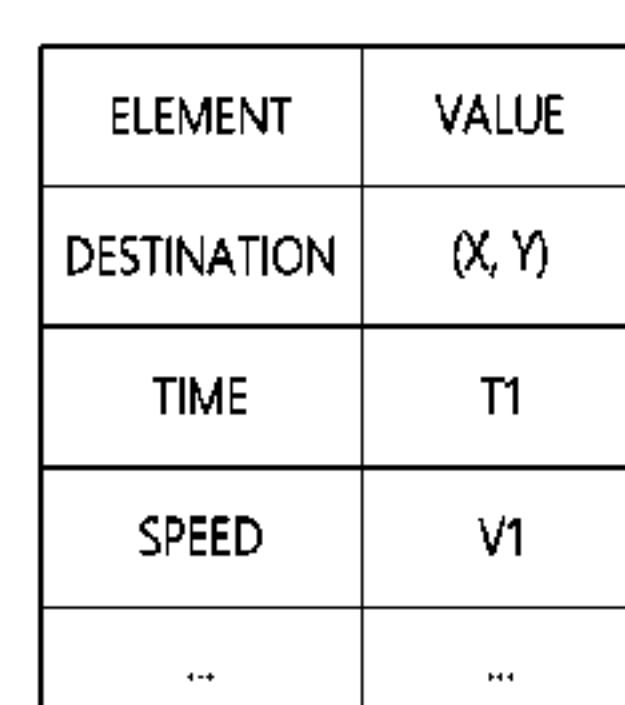 ELEMENT VALUE
DESTINATION (X, Y)
TIME T1
SPEED V1
... ...